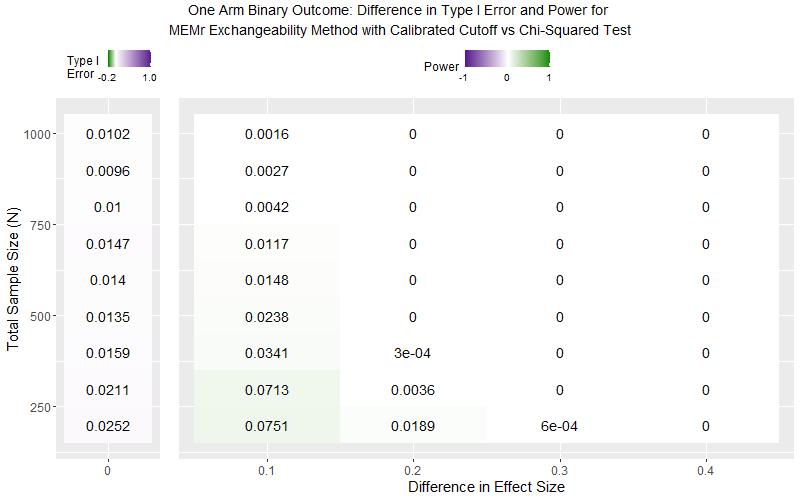 One Arm Binary Outcome: Difference in Type I Error and Power for
MEMr Exchangeability Method with Calibrated Cutoff vs Chi-Squared Test
Type I
Error -0.2 1.0
Power -1 0 1
Total Sample Size (N)
1000 0.0102 0.0016 0 0 0
0.0096 0.0027 0 0 0
0.01 0.0042 0 0 0
750 0.0147 0.0117 0 0 0
0.014 0.0148 0 0 0
500 0.0135 0.0238 0 0 0
0.0159 0.0341 3e-04 0 0
250 0.0211 0.0713 0.0036 0 0
0.0252 0.0751 0.0189 6e-04 0
0 0.1 0.2 0.3 0.4
Difference in Effect Size